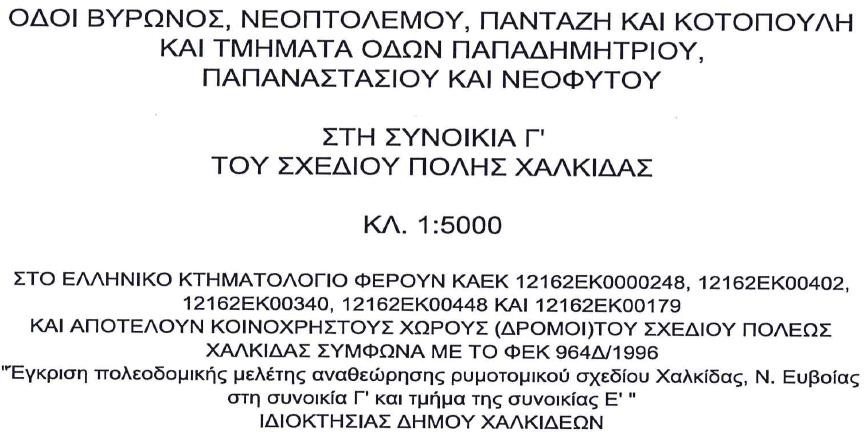 ΟΔΟΙ ΒΥΡΩΝΟΣ, ΝΕΟΠΤΟΛΕΜΟΥ, ΠΑΝΤΑΖΗ ΚΑΙ ΚΟΤΟΠΟΥΛΗ
ΚΑΙ ΤΜΗΜΑΤΑ ΟΔΩΝ ΠΑΠΑΔΗΜΗΤΡΙΟΥ,
ΠΑΠΑΝΑΣΤΑΣΙΟΥ ΚΑΙ ΝΕΟΦΥΤΟΥ
ΣΤΗ ΣΥΝΟΙΚΙΑ Γ'
ΤΟΥ ΣΧΕΔΙΟΥ ΠΟΛΗΣ ΧΑΛΚΙΔΑΣ
ΚΛ. 1:5000
ΣΤΟ ΕΛΛΗΝΙΚΟ ΚΤΗΜΑΤΟΛΟΓΙΟ ΦΕΡΟΥΝ ΚΑΕΚ 12162ΕΚ0000248, 12162ΕΚ00402,
12162ΕΚ00340, 12162ΕΚ00448 ΚΑΙ 12162ΕΚ00179
ΚΑΙ ΑΠΟΤΕΛΟΥΝ ΚΟΙΝΟΧΡΗΣΤΟΥΣ ΧΩΡΟΥΣ (ΔΡΟΜΟΙ)ΤΟΥ ΣΧΕΔΙΟΥ ΠΟΛΕΩΣ
ΧΑΛΚΙΔΑΣ ΣΥΜΦΩΝΑ ΜΕ ΤΟ ΦΕΚ 964Δ/1996
"Έγκριση πολεοδομικής μελέτης αναθεώρησης ρυμοτομικού σχεδίου Χαλκίδας, Ν. Ευβοίας
στη συνοικία Γ' και τμήμα της συνοικίας Ε' "
ΙΔΙΟΚΤΗΣΙΑΣ ΔΗΜΟΥ ΧΑΛΚΙΔΕΩΝ